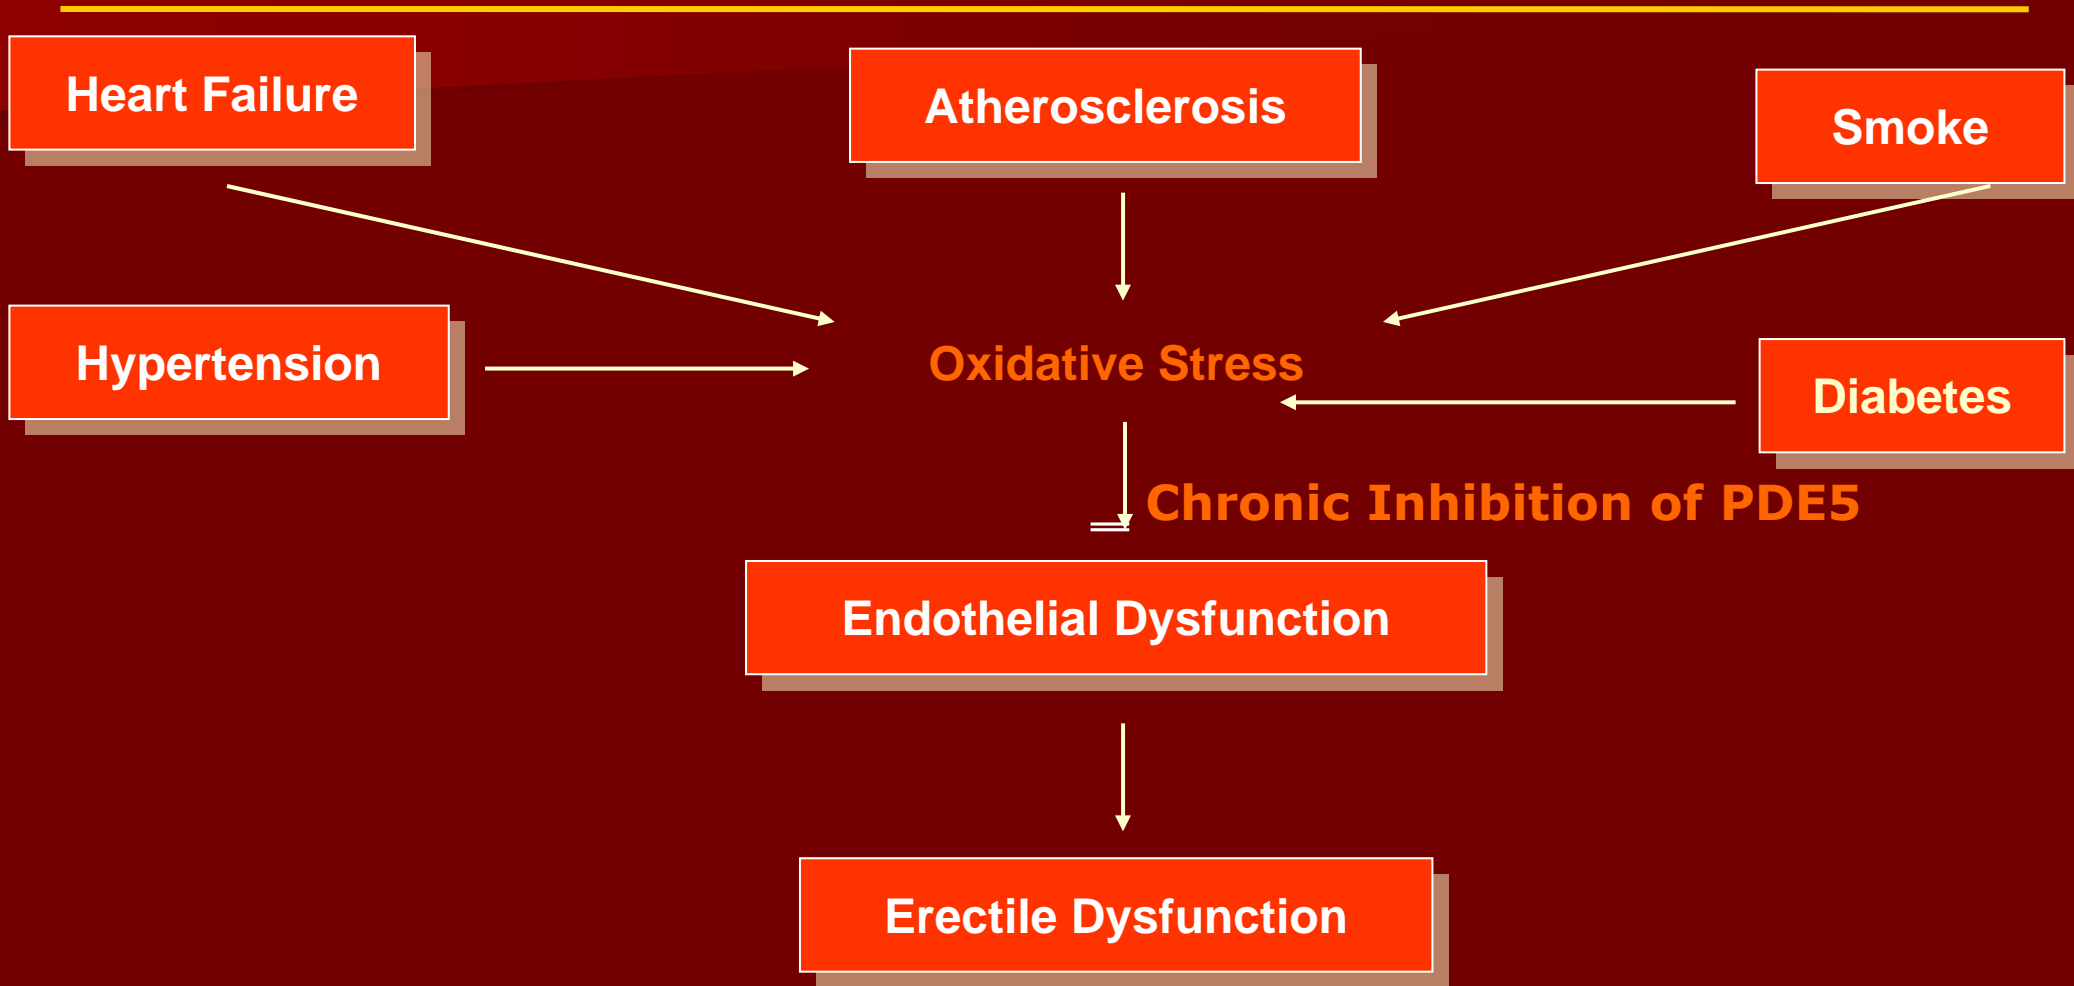 Heart Failure
Atherosclerosis
Smoke
Hypertension
Oxidative Stress
Diabetes
Chronic Inhibition of PDE5
Endothelial Dysfunction
Erectile Dysfunction